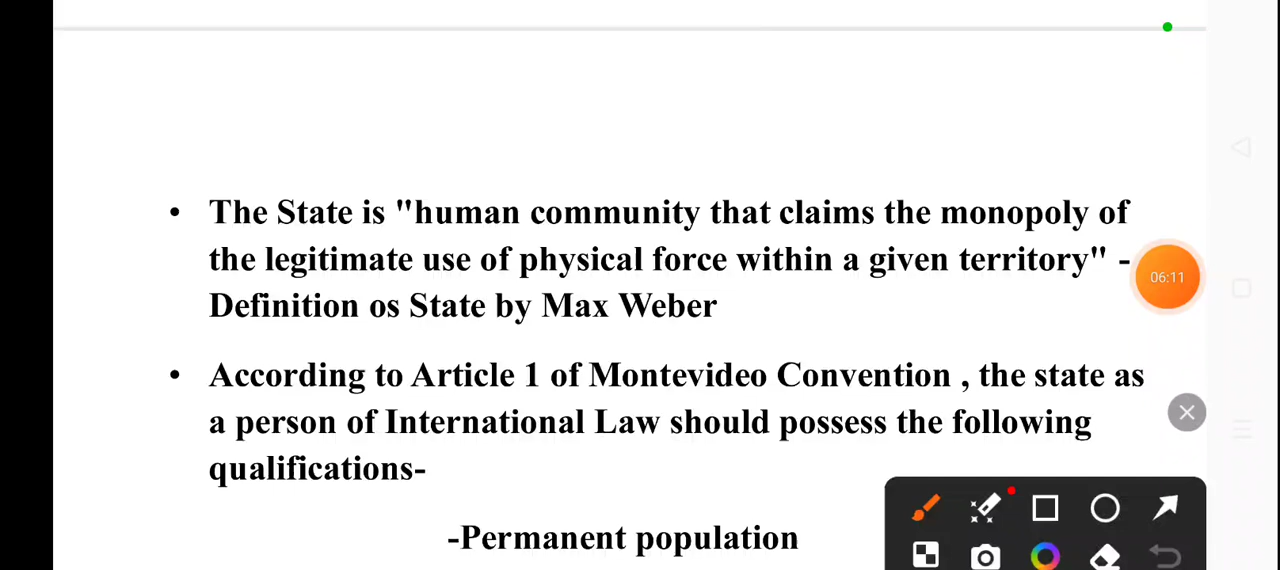 The State is "human community that claims the monopoly of
the legitimate use of physical force within a given territory" -
Definition os State by Max Weber
06:11
According to Article 1 of Montevideo Convention , the state as
a person of International Law should possess the following
qualifications-
-Permanent population